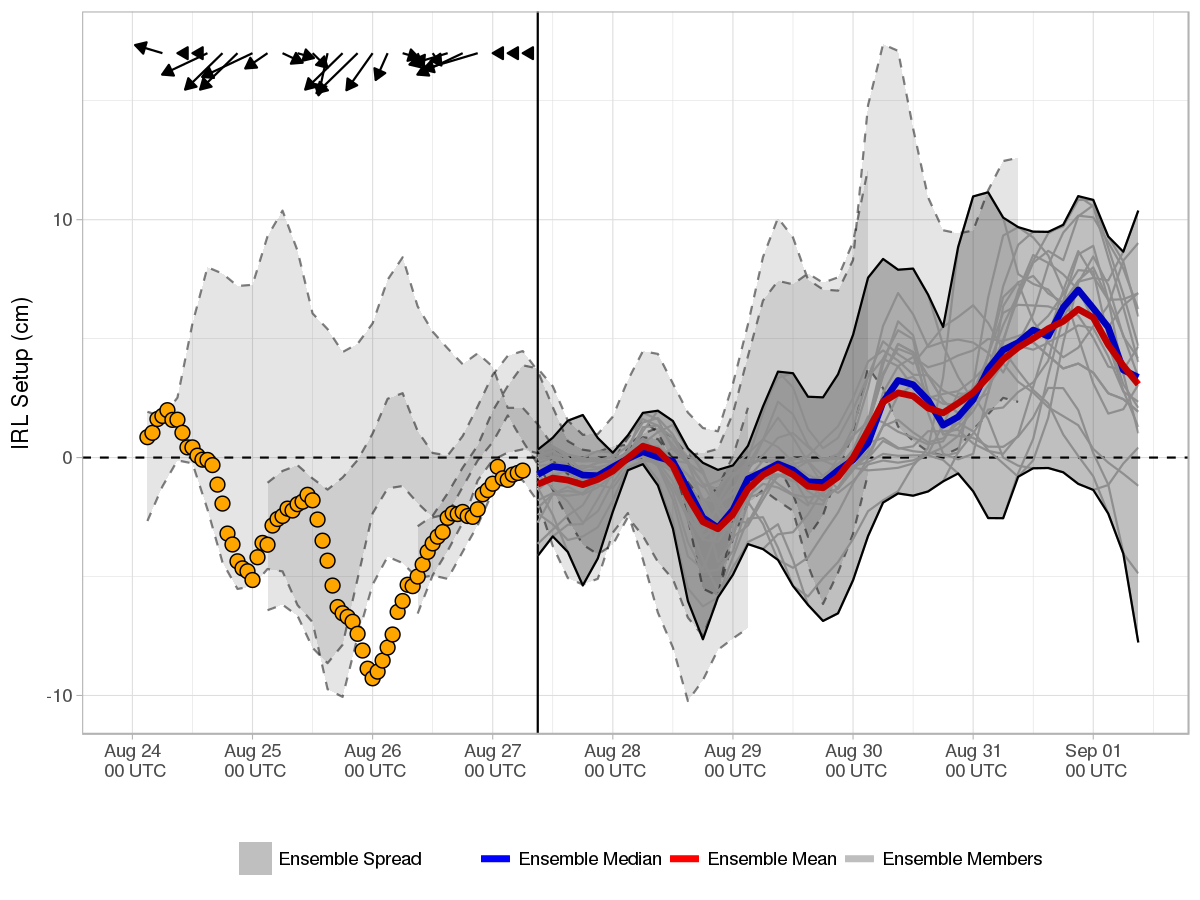 IRL Setup (cm)
10
0
-10
Aug 24 Aug 25 Aug 26 Aug 27 Aug 28 Aug 29 Aug 30 Aug 31 Sep 01
00 UTC 00 UTC 00 UTC 00 UTC 00 UTC 00 UTC 00 UTC 00 UTC 00 UTC
Ensemble Spread Ensemble Median Ensemble Mean Ensemble Members